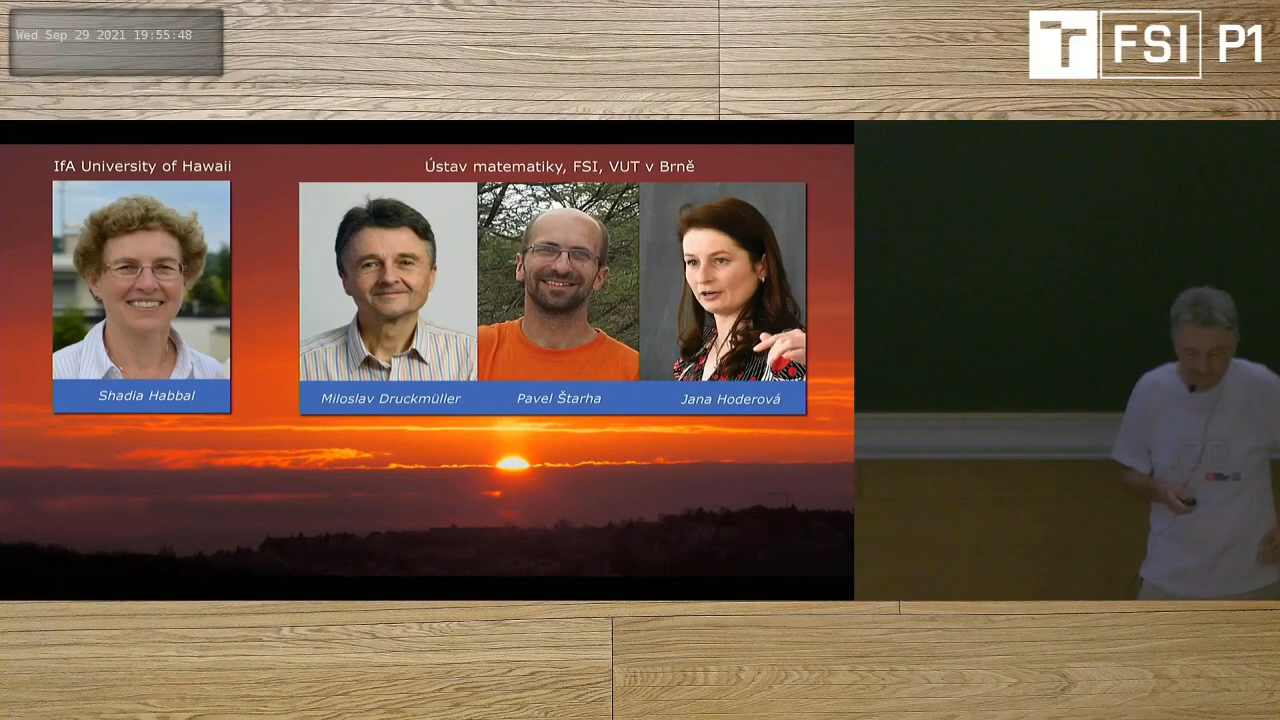 Wed Sep 29 2021 19:55:48
T FSI P1
IfA University of Hawaii
Ústav matematiky, FSI, VUT v Brně
Shadia Habbal
Miloslav Druckmüller
Pavel Štarha
Jana Hoderová